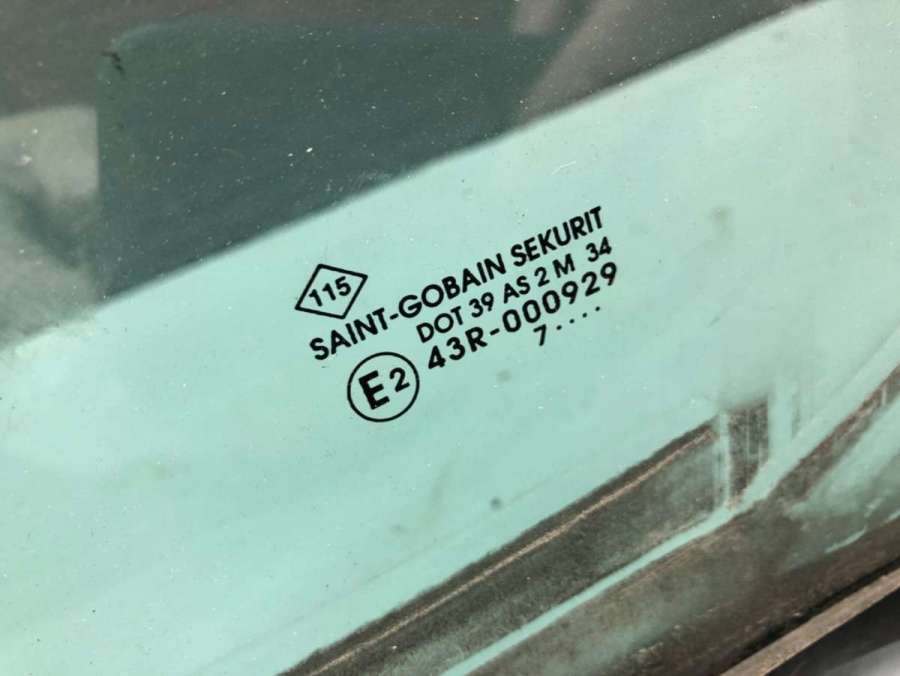 115
SAINT-GOBAIN SEKURIT
DOT 39 AS 2 M 34
E2 43R-000929
7....